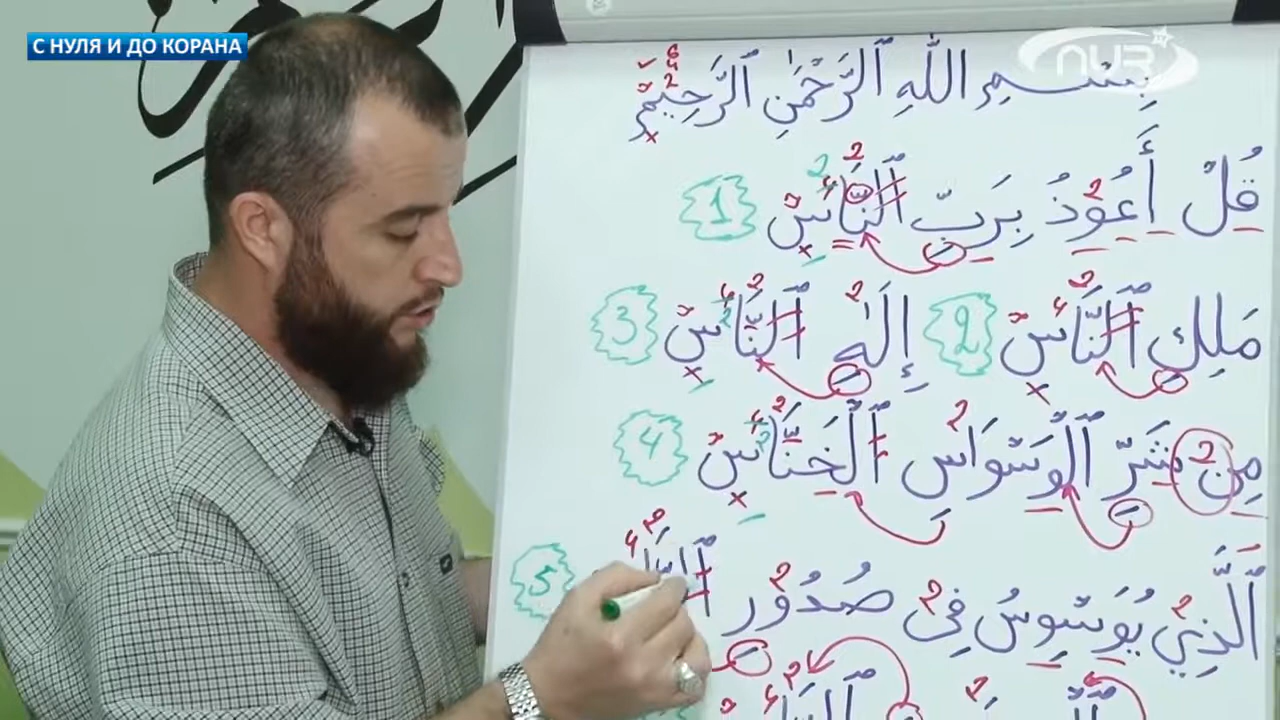 С НУЛЯ И ДО КОРАНА
NUR
بِسْمِ اللَّهِ ٱلرَّحْمَٰنِ ٱلرَّحِيمِ
قُلْ أَعُوذُ بِرَبِّ ٱلنَّاسِ 1
مَلِكِ ٱلنَّاسِ 2 إِلَٰهِ ٱلنَّاسِ 3
مِن شَرِّ ٱلْوَسْوَاسِ ٱلْخَنَّاسِ 4
ٱلَّذِي يُوَسْوِسُ فِى صُدُورِ 5